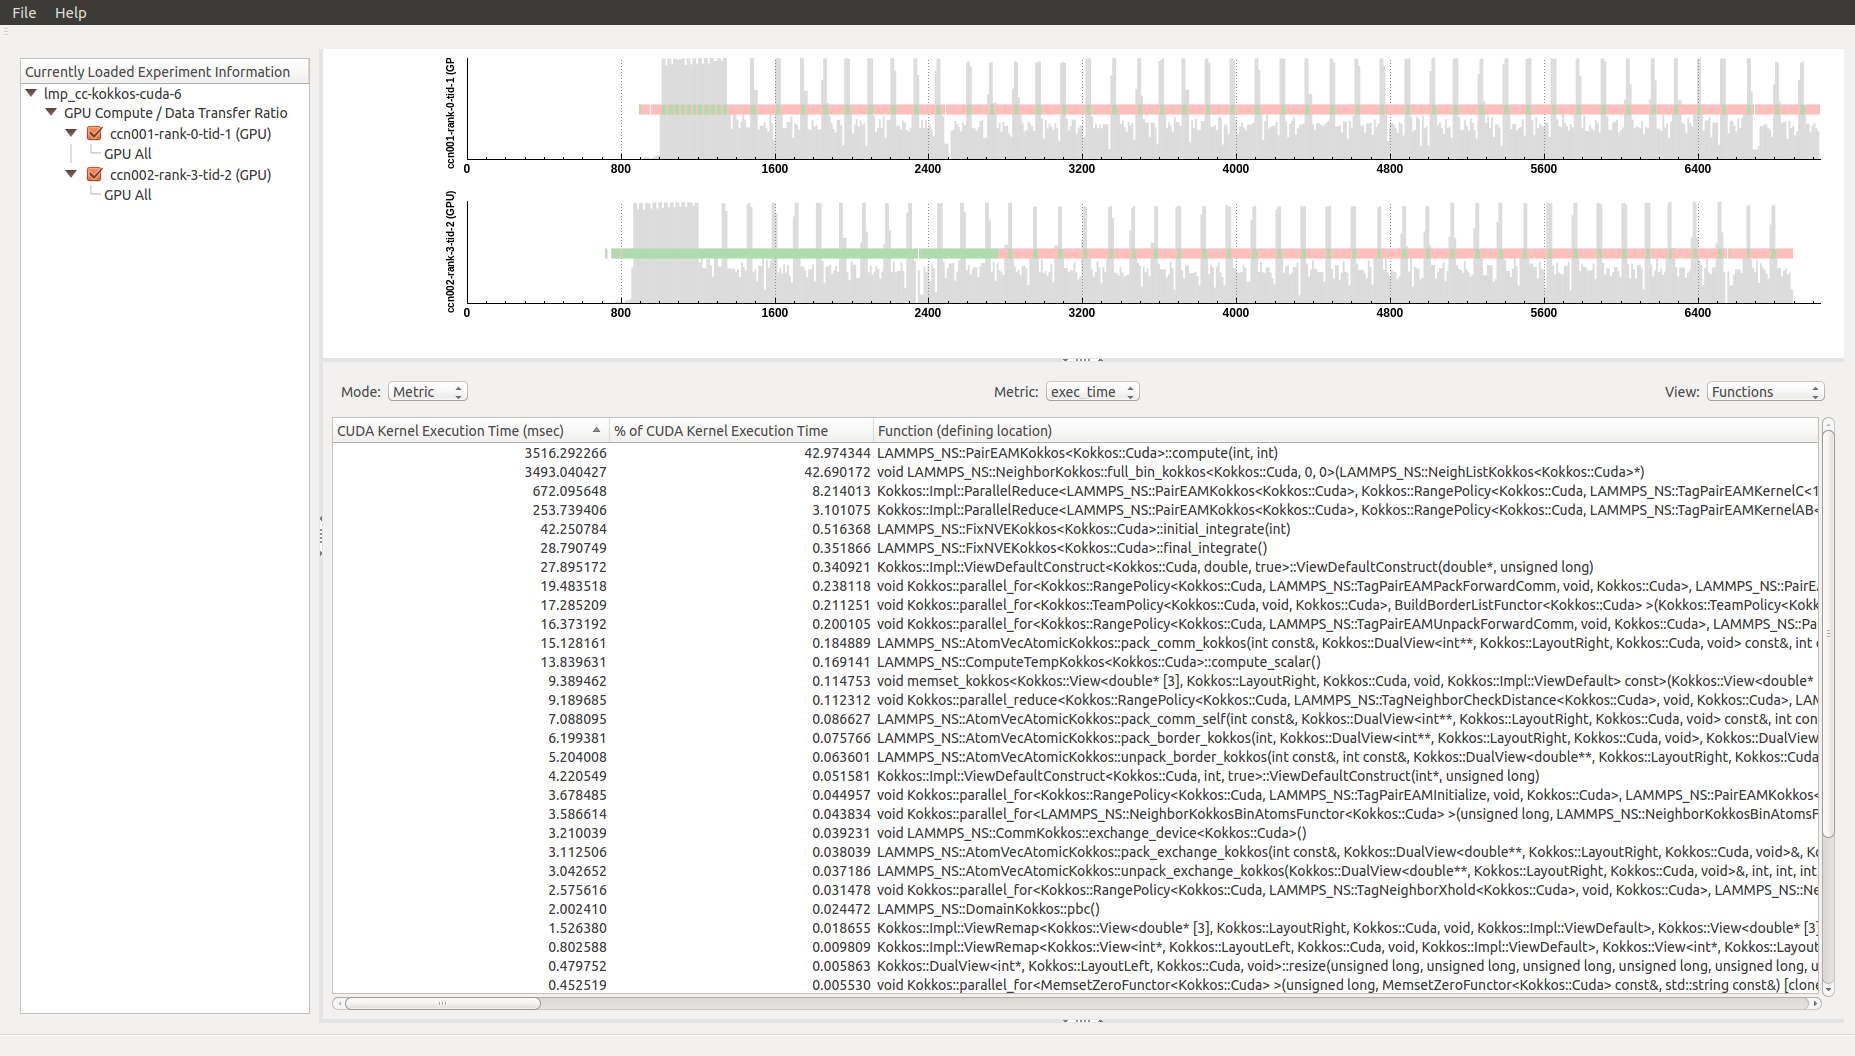 File Help
Currently Loaded Experiment Information
lmp_cc-kokkos-cuda-6
GPU Compute / Data Transfer Ratio
ccn001-rank-0-tid-1 (GPU)
GPU All
ccn002-rank-3-tid-2 (GPU)
GPU All
ccn001-rank-0-tid-1 (GP
0 800 1600 2400 3200 4000 4800 5600 6400
ccn002-rank-3-tid-2 (GPU)
0 800 1600 2400 3200 4000 4800 5600 6400
Mode: Metric Metric: exec_time View: Functions
CUDA Kernel Execution Time (msec) % of CUDA Kernel Execution Time Function (defining location)
3516.292266 42.974344 LAMMPS_NS::PairEAMKokkos<Kokkos::Cuda>::compute(int, int)
3493.040427 42.690172 void LAMMPS_NS::NeighborKokkos::full_bin_kokkos<Kokkos::Cuda, 0, 0>(LAMMPS_NS::NeighListKokkos<Kokkos::Cuda>*)
672.095648 8.214013 Kokkos::Impl::ParallelReduce<LAMMPS_NS::PairEAMKokkos<Kokkos::Cuda>, Kokkos::RangePolicy<Kokkos::Cuda, LAMMPS_NS::TagPairEAMKernelC<1
253.739406 3.101075 Kokkos::Impl::ParallelReduce<LAMMPS_NS::PairEAMKokkos<Kokkos::Cuda>, Kokkos::RangePolicy<Kokkos::Cuda, LAMMPS_NS::TagPairEAMKernelAB<
42.250784 0.516368 LAMMPS_NS::FixNVEKokkos<Kokkos::Cuda>::initial_integrate(int)
28.790749 0.351866 LAMMPS_NS::FixNVEKokkos<Kokkos::Cuda>::final_integrate()
27.895172 0.340921 Kokkos::Impl::ViewDefaultConstruct<Kokkos::Cuda, double, true>::ViewDefaultConstruct(double*, unsigned long)
19.483518 0.238118 void Kokkos::parallel_for<Kokkos::RangePolicy<Kokkos::Cuda, LAMMPS_NS::TagPairEAMPackForwardComm, void, Kokkos::Cuda>, LAMMPS_NS::PairEA
17.285209 0.211251 void Kokkos::parallel_for<Kokkos::TeamPolicy<Kokkos::Cuda, void, Kokkos::Cuda>, BuildBorderListFunctor<Kokkos::Cuda> >(Kokkos::TeamPolicy<Kokk
16.373192 0.200105 void Kokkos::parallel_for<Kokkos::RangePolicy<Kokkos::Cuda, LAMMPS_NS::TagPairEAMUnpackForwardComm, void, Kokkos::Cuda>, LAMMPS_NS::Pa
15.128161 0.184889 LAMMPS_NS::AtomVecAtomicKokkos::pack_comm_kokkos(int const&, Kokkos::DualView<int**, Kokkos::LayoutRight, Kokkos::Cuda, void> const&, int c
13.839631 0.169141 LAMMPS_NS::ComputeTempKokkos<Kokkos::Cuda>::compute_scalar()
9.389462 0.114753 void memset_kokkos<Kokkos::View<double* [3], Kokkos::LayoutRight, Kokkos::Cuda, void, Kokkos::Impl::ViewDefault> const>(Kokkos::View<double*
9.189685 0.112312 void Kokkos::parallel_reduce<Kokkos::RangePolicy<Kokkos::Cuda, LAMMPS_NS::TagNeighborCheckDistance<Kokkos::Cuda>, void, Kokkos::Cuda>, LAM
7.088095 0.086627 LAMMPS_NS::AtomVecAtomicKokkos::pack_comm_self(int const&, Kokkos::DualView<int**, Kokkos::LayoutRight, Kokkos::Cuda, void> const&, int con
6.199381 0.075766 LAMMPS_NS::AtomVecAtomicKokkos::pack_border_kokkos(int, Kokkos::DualView<int**, Kokkos::LayoutRight, Kokkos::Cuda, void>, Kokkos::DualView
5.204008 0.063601 LAMMPS_NS::AtomVecAtomicKokkos::unpack_border_kokkos(int const&, int const&, Kokkos::DualView<double**, Kokkos::LayoutRight, Kokkos::Cuda
4.220549 0.051581 Kokkos::Impl::ViewDefaultConstruct<Kokkos::Cuda, int, true>::ViewDefaultConstruct(int*, unsigned long)
3.678485 0.044957 void Kokkos::parallel_for<Kokkos::RangePolicy<Kokkos::Cuda, LAMMPS_NS::TagPairEAMInitialize, void, Kokkos::Cuda>, LAMMPS_NS::PairEAMKokkos<
3.586614 0.043834 void Kokkos::parallel_for<LAMMPS_NS::NeighborKokkosBinAtomsFunctor<Kokkos::Cuda> >(unsigned long, LAMMPS_NS::NeighborKokkosBinAtomsF
3.210039 0.039231 void LAMMPS_NS::CommKokkos::exchange_device<Kokkos::Cuda>()
3.112506 0.038039 LAMMPS_NS::AtomVecAtomicKokkos::pack_exchange_kokkos(int const&, Kokkos::DualView<double**, Kokkos::LayoutRight, Kokkos::Cuda, void>&, Ko
3.042652 0.037186 LAMMPS_NS::AtomVecAtomicKokkos::unpack_exchange_kokkos(Kokkos::DualView<double**, Kokkos::LayoutRight, Kokkos::Cuda, void>&, int, int, int
2.575616 0.031478 void Kokkos::parallel_for<Kokkos::RangePolicy<Kokkos::Cuda, LAMMPS_NS::TagNeighborXhold<Kokkos::Cuda>, void, Kokkos::Cuda>, LAMMPS_NS::Ne
2.002410 0.024472 LAMMPS_NS::DomainKokkos::pbc()
1.526380 0.018655 Kokkos::Impl::ViewRemap<Kokkos::View<double* [3], Kokkos::LayoutRight, Kokkos::Cuda, void, Kokkos::Impl::ViewDefault>, Kokkos::View<double* [3]
0.802588 0.009809 Kokkos::Impl::ViewRemap<Kokkos::View<int*, Kokkos::LayoutLeft, Kokkos::Cuda, void, Kokkos::Impl::ViewDefault>, Kokkos::View<int*, Kokkos::Layout
0.479752 0.005863 Kokkos::DualView<int*, Kokkos::LayoutLeft, Kokkos::Cuda, void>::resize(unsigned long, unsigned long, unsigned long, unsigned long, unsigned long, u
0.452519 0.005530 void Kokkos::parallel_for<MemsetZeroFunctor<Kokkos::Cuda> >(unsigned long, MemsetZeroFunctor<Kokkos::Cuda> const&, std::string const&) [clone